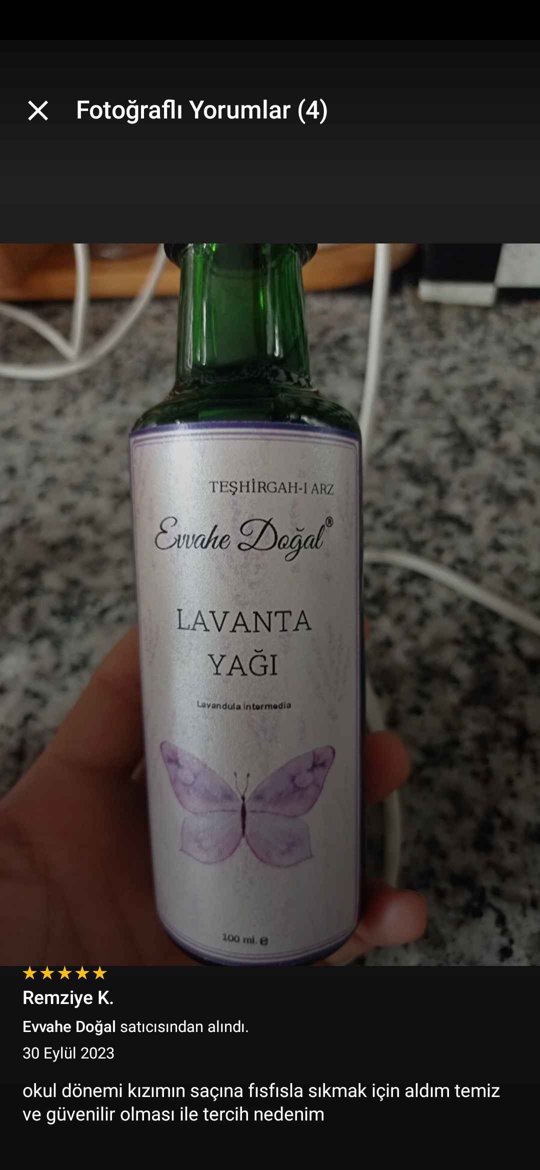 Fotoğraflı Yorumlar (4)
TEŞHİRGAH-I ARZ
Evvahe Doğal®
LAVANTA
YAĞI
Lavandula intermedia
100 ml. ℮
Remziye K.
Evvahe Doğal satıcısından alındı.
30 Eylül 2023
okul dönemi kızımın saçına fısfısla sıkmak için aldım temiz
ve güvenilir olması ile tercih nedenim